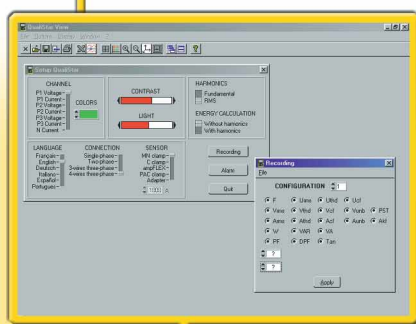 QualiStar View
File Options Display Window ?
Setup QualiStar
CHANNEL
P1 Voltage
P1 Current
P2 Voltage
P2 Current
P3 Voltage
P3 Current
N Current
COLORS
CONTRAST
LIGHT
HARMONICS
Fundamental
RMS
ENERGY CALCULATION
Without harmonics
With harmonics
LANGUAGE
Français
English
Deutsch
Italiano
Español
Portugues
CONNECTION
Single-phase
Two-phase
3-wires three-phase
4-wires three-phase
SENSOR
MN clamp
C clamp
ampFLEX
PAC clamp
Adapter
Recording
Alarm
Quit
Recording
File
CONFIGURATION 1
F Urms Uthd Ucf
Vrms Vthd Vcf Vunb PST
Arms Athd Acf Aunb Akf
W VAR VA
PF DPF Tan
?
?
Apply